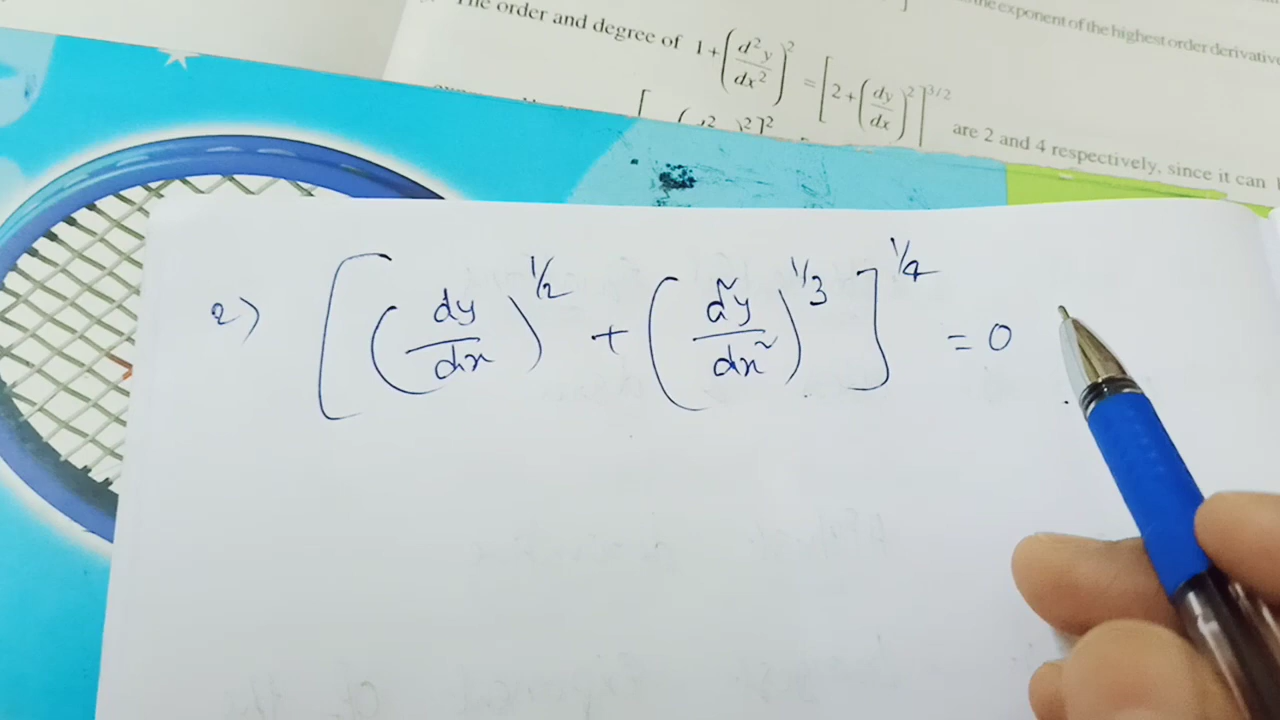 the exponent of the highest order derivative
The order and degree of 1+(d²y/dx²)² = [2+(dy/dx)²]^3/2 are 2 and 4 respectively, since it can
2) [(dy/dx)^1/2 + (d²y/dx²)^1/3]^1/4 = 0